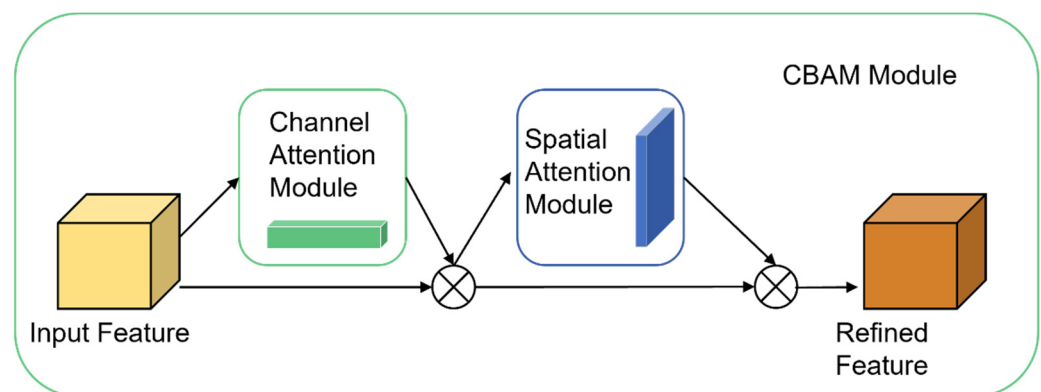 CBAM Module
Channel
Attention
Module
Spatial
Attention
Module
Input Feature
Refined
Feature